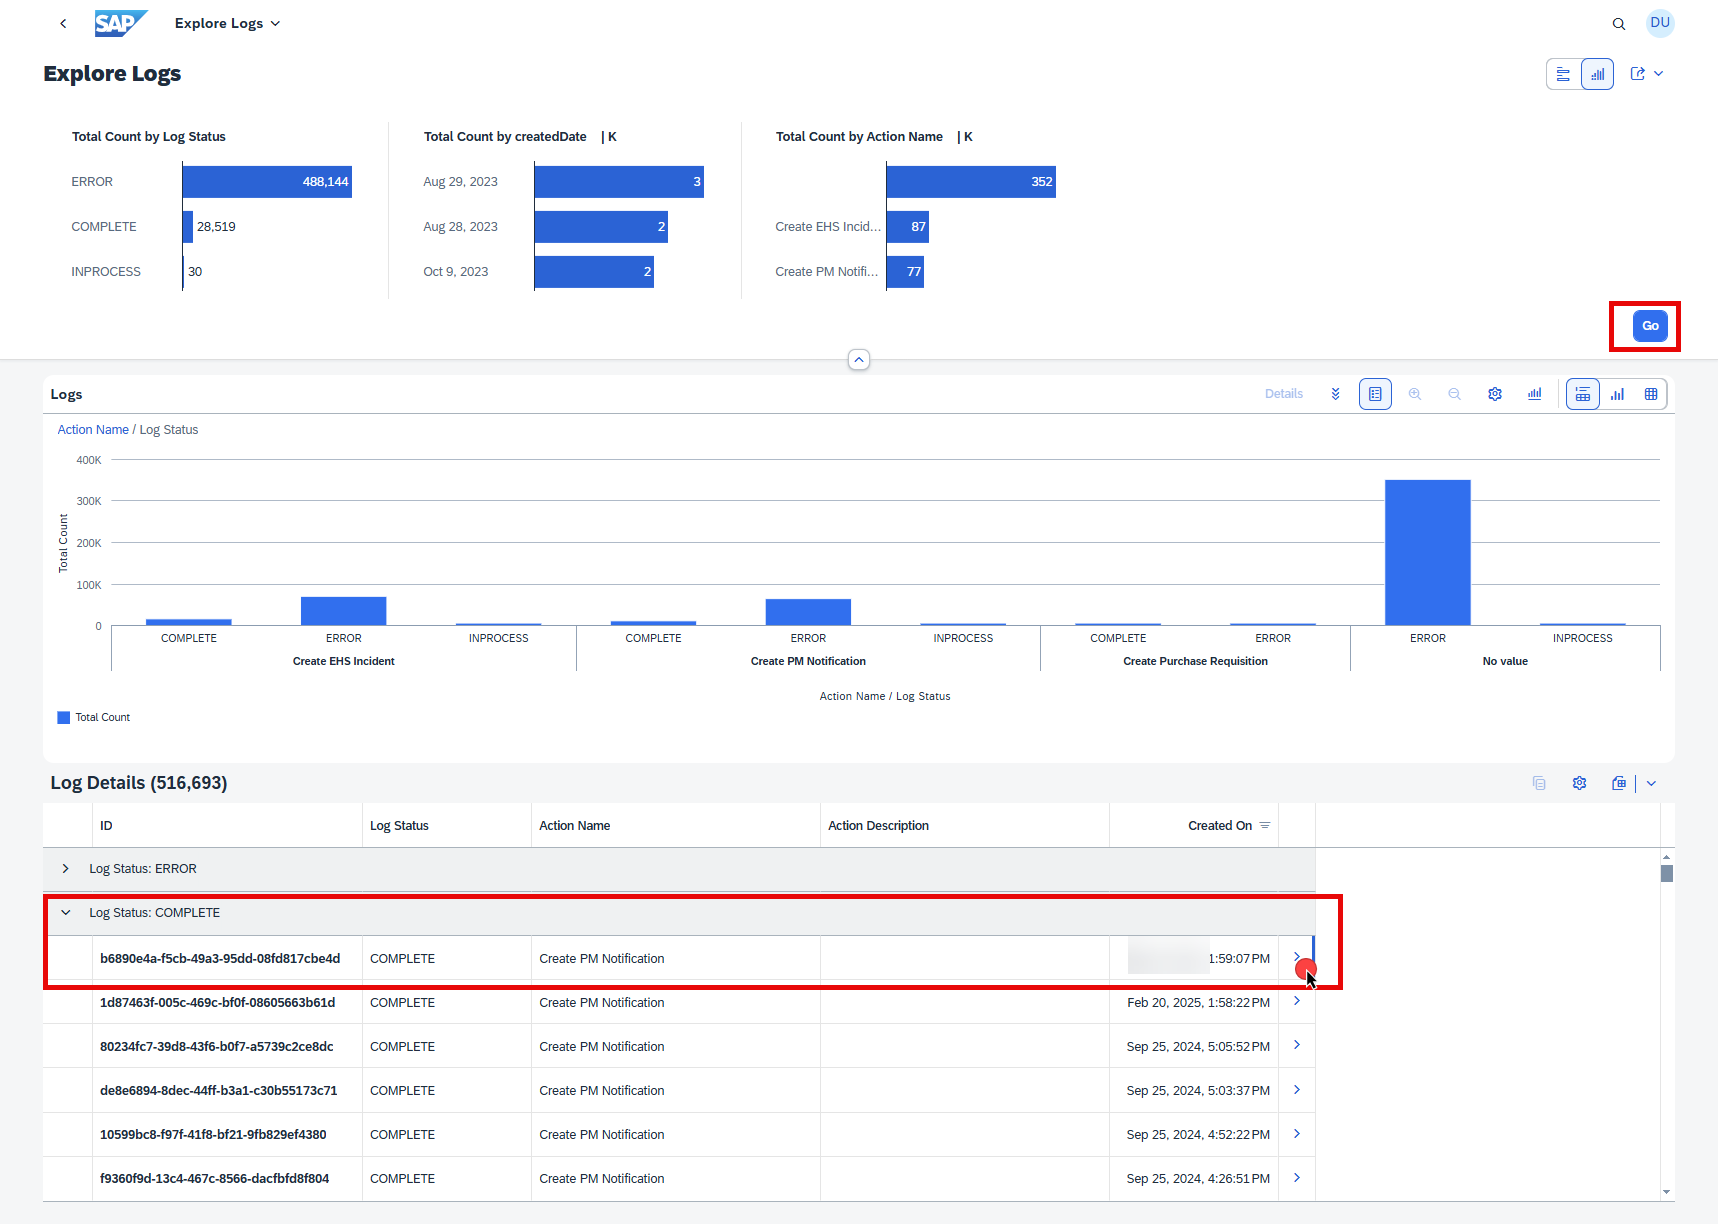 SAP Explore Logs DU
Explore Logs
Total Count by Log Status
ERROR 488,144
COMPLETE 28,519
INPROCESS 30
Total Count by createdDate | K
Aug 29, 2023 3
Aug 28, 2023 2
Oct 9, 2023 2
Total Count by Action Name | K
352
Create EHS Incid... 87
Create PM Notifi... 77
Go
Logs Details
Action Name / Log Status
400K
300K
200K
100K
0
Total Count
COMPLETE ERROR INPROCESS COMPLETE ERROR INPROCESS COMPLETE ERROR ERROR INPROCESS
Create EHS Incident Create PM Notification Create Purchase Requisition No value
Action Name / Log Status
Total Count
Log Details (516,693)
ID Log Status Action Name Action Description Created On
Log Status: ERROR
Log Status: COMPLETE
b6890e4a-f5cb-49a3-95dd-08fd817cbe4d COMPLETE Create PM Notification 1:59:07 PM
1d87463f-005c-469c-bf0f-08605663b61d COMPLETE Create PM Notification Feb 20, 2025, 1:58:22 PM
80234fc7-39d8-43f6-b0f7-a5739c2ce8dc COMPLETE Create PM Notification Sep 25, 2024, 5:05:52 PM
de8e6894-8dec-44ff-b3a1-c30b55173c71 COMPLETE Create PM Notification Sep 25, 2024, 5:03:37 PM
10599bc8-f97f-41f8-bf21-9fb829ef4380 COMPLETE Create PM Notification Sep 25, 2024, 4:52:22 PM
f9360f9d-13c4-467c-8566-dacfbfd8f804 COMPLETE Create PM Notification Sep 25, 2024, 4:26:51 PM